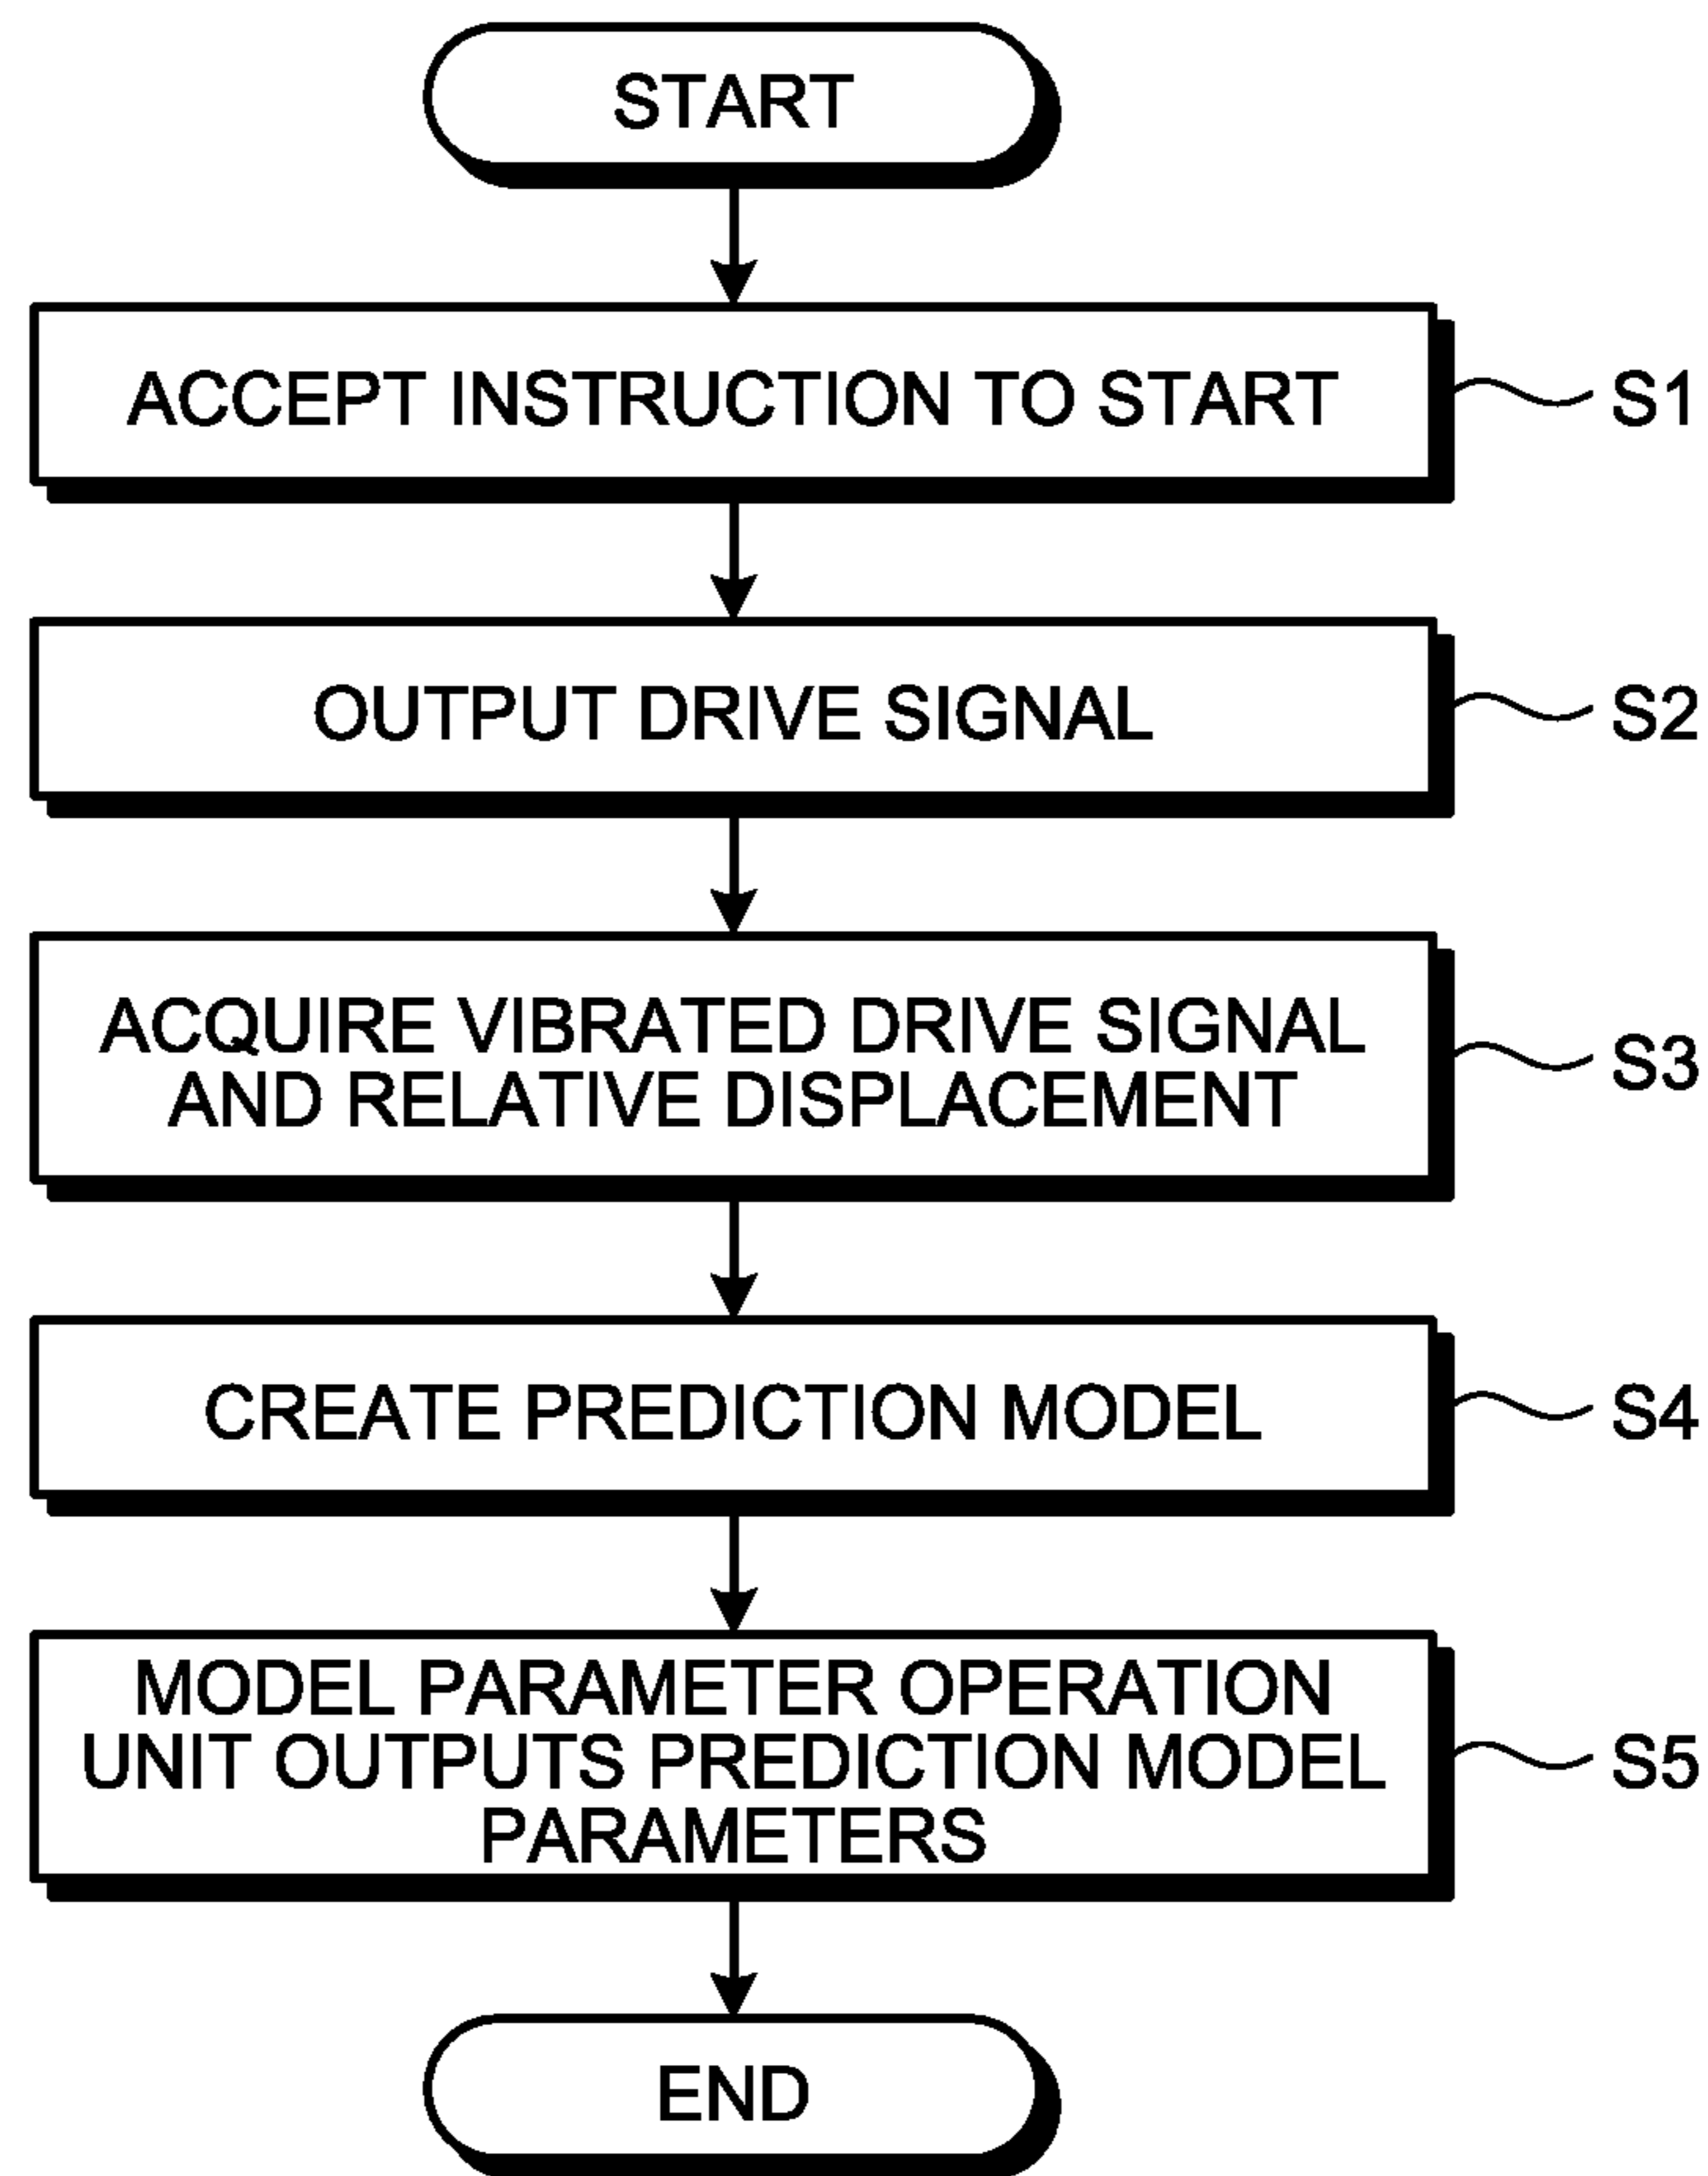 START
ACCEPT INSTRUCTION TO START
S1
OUTPUT DRIVE SIGNAL
S2
ACQUIRE VIBRATED DRIVE SIGNAL
AND RELATIVE DISPLACEMENT
S3
CREATE PREDICTION MODEL
S4
MODEL PARAMETER OPERATION
UNIT OUTPUTS PREDICTION MODEL
PARAMETERS
S5
END